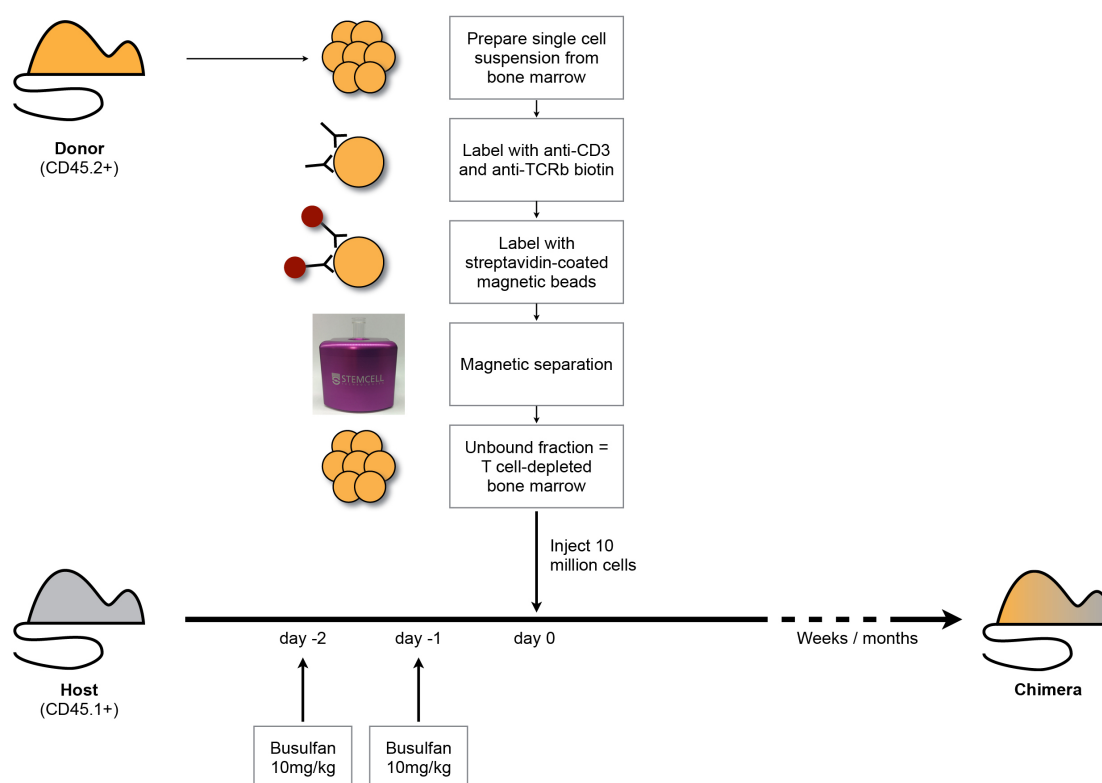 Prepare single cell
suspension from
bone marrow
Donor
(CD45.2+)
Label with anti-CD3
and anti-TCRb biotin
Label with
streptavidin-coated
magnetic beads
STEMCELL
Magnetic separation
Unbound fraction =
T cell-depleted
bone marrow
Inject 10
million cells
day -2
day -1
day 0
Weeks / months
Host
(CD45.1+)
Chimera
Busulfan
10mg/kg
Busulfan
10mg/kg